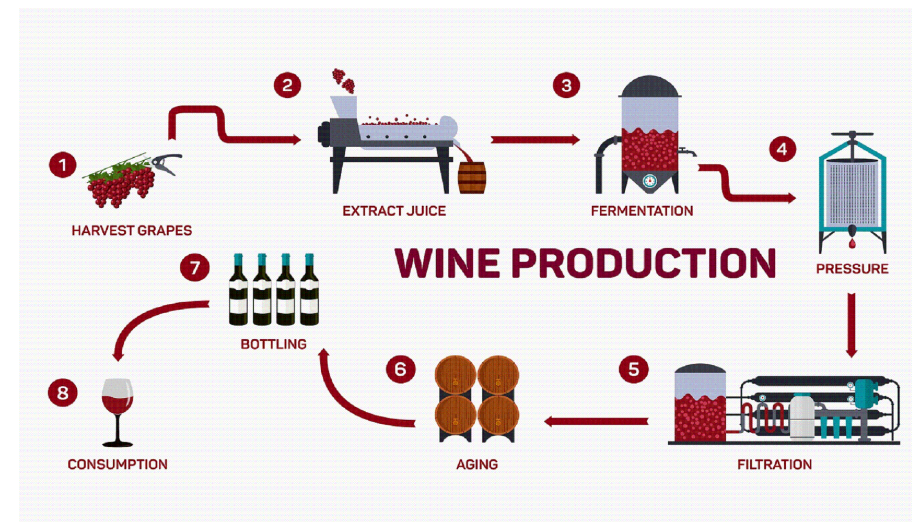 1
HARVEST GRAPES
2
EXTRACT JUICE
3
FERMENTATION
4
PRESSURE
WINE PRODUCTION
5
FILTRATION
6
AGING
7
BOTTLING
8
CONSUMPTION